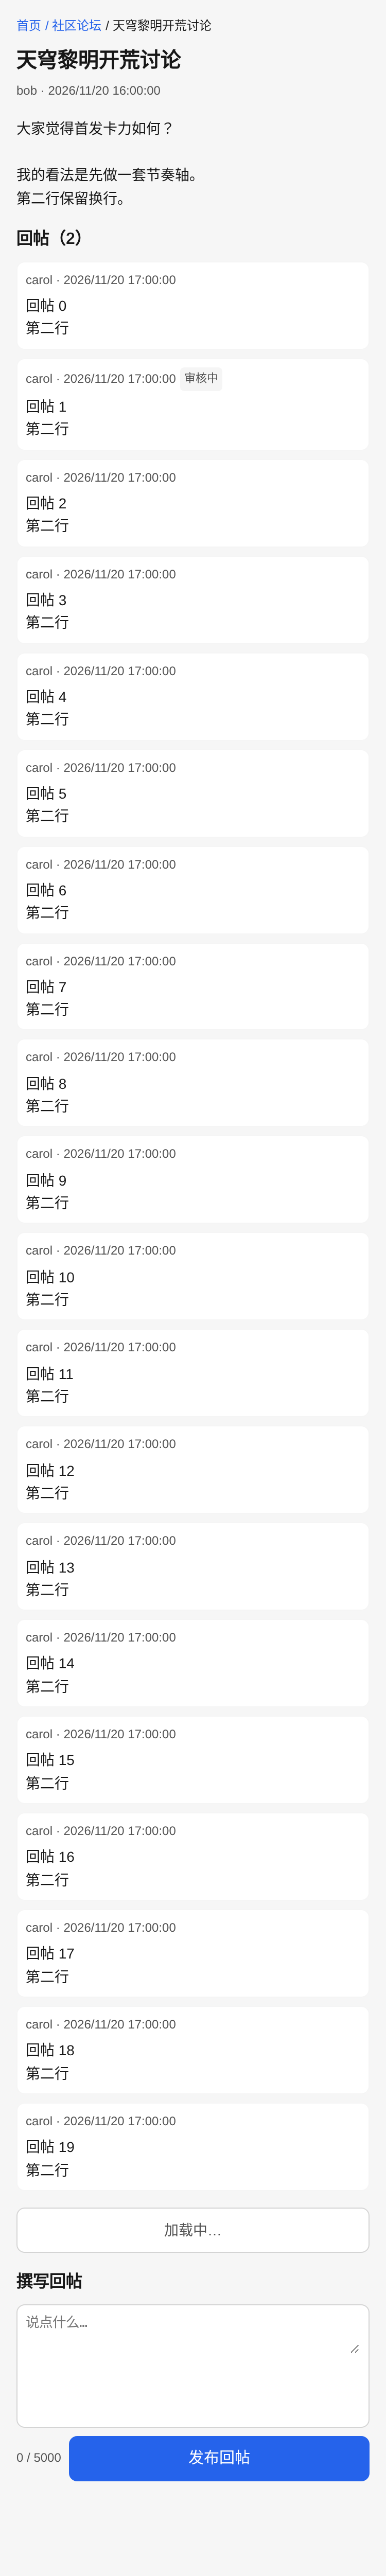 首页 / 社区论坛 / 天穹黎明开荒讨论
天穹黎明开荒讨论
bob · 2026/11/20 16:00:00
大家觉得首发卡力如何？
我的看法是先做一套节奏轴。
第二行保留换行。
回帖（2）
carol · 2026/11/20 17:00:00
回帖 0
第二行
carol · 2026/11/20 17:00:00 审核中
回帖 1
第二行
carol · 2026/11/20 17:00:00
回帖 2
第二行
carol · 2026/11/20 17:00:00
回帖 3
第二行
carol · 2026/11/20 17:00:00
回帖 4
第二行
carol · 2026/11/20 17:00:00
回帖 5
第二行
carol · 2026/11/20 17:00:00
回帖 6
第二行
carol · 2026/11/20 17:00:00
回帖 7
第二行
carol · 2026/11/20 17:00:00
回帖 8
第二行
carol · 2026/11/20 17:00:00
回帖 9
第二行
carol · 2026/11/20 17:00:00
回帖 10
第二行
carol · 2026/11/20 17:00:00
回帖 11
第二行
carol · 2026/11/20 17:00:00
回帖 12
第二行
carol · 2026/11/20 17:00:00
回帖 13
第二行
carol · 2026/11/20 17:00:00
回帖 14
第二行
carol · 2026/11/20 17:00:00
回帖 15
第二行
carol · 2026/11/20 17:00:00
回帖 16
第二行
carol · 2026/11/20 17:00:00
回帖 17
第二行
carol · 2026/11/20 17:00:00
回帖 18
第二行
carol · 2026/11/20 17:00:00
回帖 19
第二行
加载中…
撰写回帖
说点什么…
0 / 5000 发布回帖